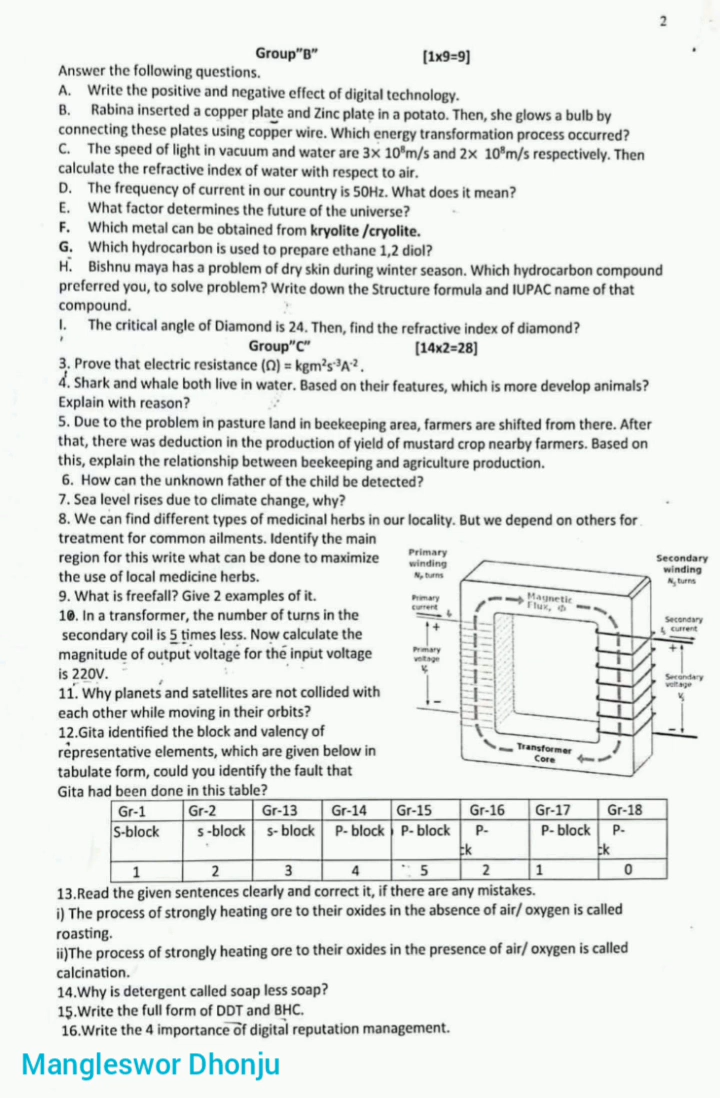 2
Group"B" [1x9=9]
Answer the following questions.
A. Write the positive and negative effect of digital technology.
B. Rabina inserted a copper plate and Zinc plate in a potato. Then, she glows a bulb by
connecting these plates using copper wire. Which energy transformation process occurred?
C. The speed of light in vacuum and water are 3× 10⁸m/s and 2× 10⁸m/s respectively. Then
calculate the refractive index of water with respect to air.
D. The frequency of current in our country is 50Hz. What does it mean?
E. What factor determines the future of the universe?
F. Which metal can be obtained from kryolite /cryolite.
G. Which hydrocarbon is used to prepare ethane 1,2 diol?
H. Bishnu maya has a problem of dry skin during winter season. Which hydrocarbon compound
preferred you, to solve problem? Write down the Structure formula and IUPAC name of that
compound.
I. The critical angle of Diamond is 24. Then, find the refractive index of diamond?
Group"C" [14x2=28]
3. Prove that electric resistance (Ω) = kgm²s⁻³A⁻².
4. Shark and whale both live in water. Based on their features, which is more develop animals?
Explain with reason?
5. Due to the problem in pasture land in beekeeping area, farmers are shifted from there. After
that, there was deduction in the production of yield of mustard crop nearby farmers. Based on
this, explain the relationship between beekeeping and agriculture production.
6. How can the unknown father of the child be detected?
7. Sea level rises due to climate change, why?
8. We can find different types of medicinal herbs in our locality. But we depend on others for
treatment for common ailments. Identify the main
region for this write what can be done to maximize
the use of local medicine herbs.
9. What is freefall? Give 2 examples of it.
10. In a transformer, the number of turns in the
secondary coil is 5 times less. Now calculate the
magnitude of output voltage for the input voltage
is 220V.
11. Why planets and satellites are not collided with
each other while moving in their orbits?
12.Gita identified the block and valency of
representative elements, which are given below in
tabulate form, could you identify the fault that
Gita had been done in this table?
Primary
winding
Nₚ turns
Primary
current
Iₚ
+
Primary
voltage
Vₚ
-
Magnetic
Flux, Φ
Transformer
Core
Secondary
winding
Nₛ turns
Secondary
Iₛ current
+
Secondary
voltage
Vₛ
-
Gr-1 Gr-2 Gr-13 Gr-14 Gr-15 Gr-16 Gr-17 Gr-18
S-block s -block s- block P- block P- block P- P- block P-
ck ck
1 2 3 4 5 2 1 0
13.Read the given sentences clearly and correct it, if there are any mistakes.
i) The process of strongly heating ore to their oxides in the absence of air/ oxygen is called
roasting.
ii)The process of strongly heating ore to their oxides in the presence of air/ oxygen is called
calcination.
14.Why is detergent called soap less soap?
15.Write the full form of DDT and BHC.
16.Write the 4 importance of digital reputation management.
Mangleswor Dhonju